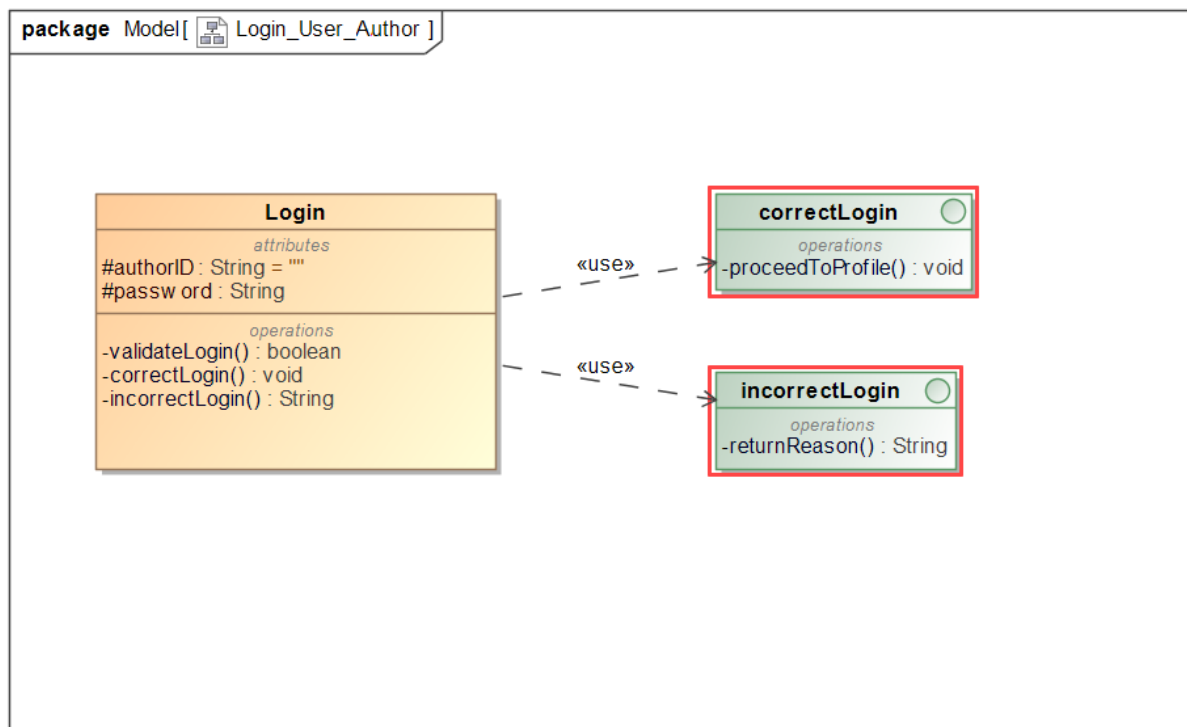 package Model[ Login_User_Author ]
Login
attributes
#authorID : String = ""
#passw ord : String
operations
-validateLogin() : boolean
-correctLogin() : void
-incorrectLogin() : String
«use»
correctLogin
operations
-proceedToProfile() : void
«use»
incorrectLogin
operations
-returnReason() : String